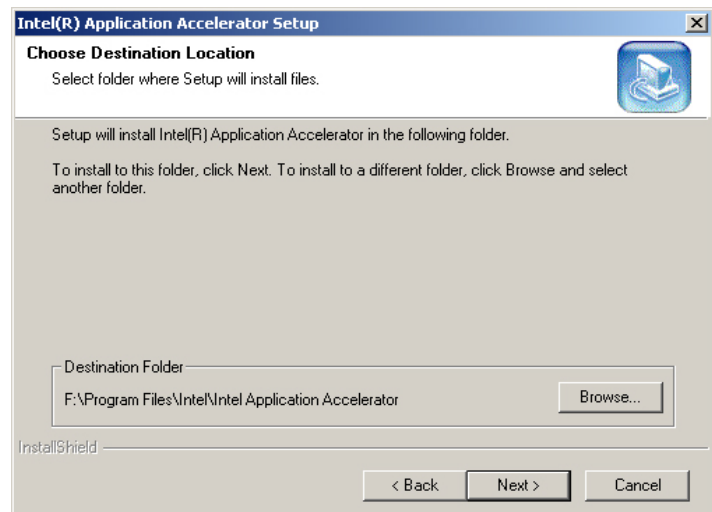 Intel(R) Application Accelerator Setup
Choose Destination Location
Select folder where Setup will install files.
Setup will install Intel(R) Application Accelerator in the following folder.
To install to this folder, click Next. To install to a different folder, click Browse and select
another folder.
Destination Folder
F:\Program Files\Intel\Intel Application Accelerator
Browse...
InstallShield
< Back
Next >
Cancel